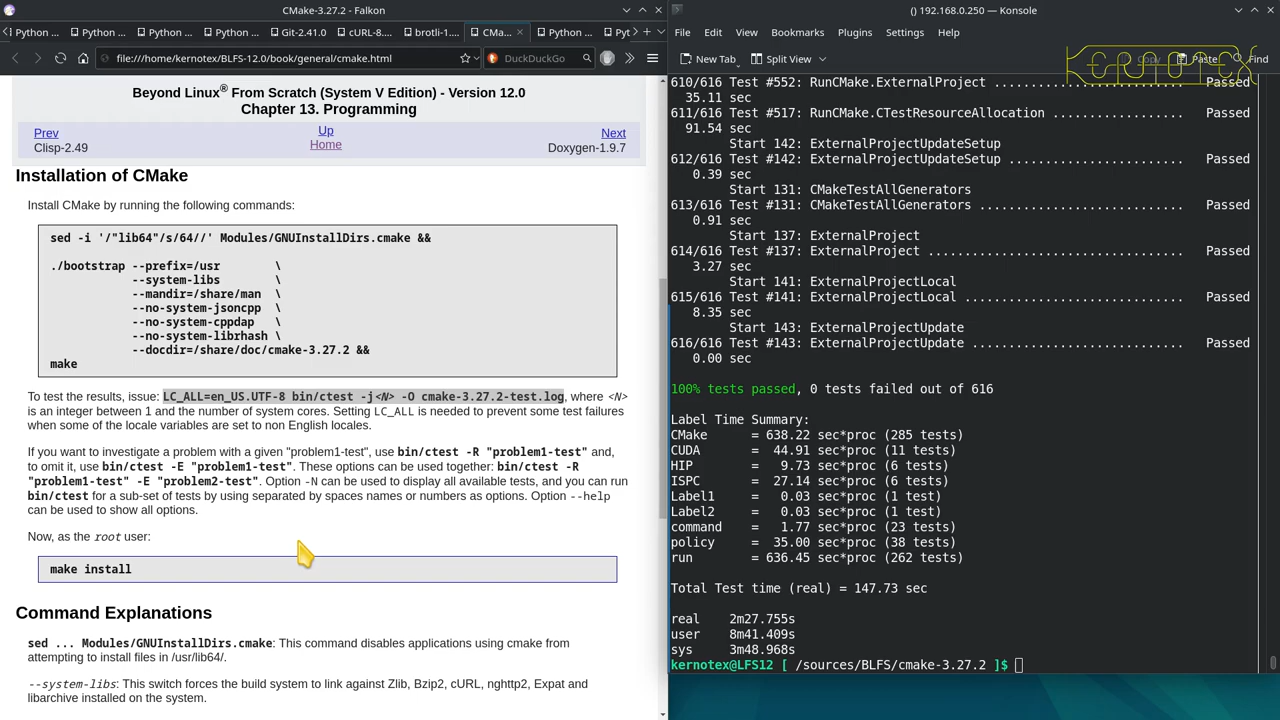 CMake-3.27.2 - Falkon
Python ...
Python ...
Python ...
Python ...
Git-2.41.0
cURL-8....
brotli-1....
CMa...
Python ...
Pyt
file:///home/kernotex/BLFS-12.0/book/general/cmake.html
DuckDuckGo
Beyond Linux® From Scratch (System V Edition) - Version 12.0
Chapter 13. Programming
Prev
Up
Next
Clisp-2.49
Home
Doxygen-1.9.7
Installation of CMake
Install CMake by running the following commands:
sed -i '/"lib64"/s/64//' Modules/GNUInstallDirs.cmake &&
./bootstrap --prefix=/usr \
--system-libs \
--mandir=/share/man \
--no-system-jsoncpp \
--no-system-cppdap \
--no-system-librhash \
--docdir=/share/doc/cmake-3.27.2 &&
make
To test the results, issue: LC_ALL=en_US.UTF-8 bin/ctest -j<N> -O cmake-3.27.2-test.log, where <N>
is an integer between 1 and the number of system cores. Setting LC_ALL is needed to prevent some test failures
when some of the locale variables are set to non English locales.
If you want to investigate a problem with a given "problem1-test", use bin/ctest -R "problem1-test" and,
to omit it, use bin/ctest -E "problem1-test". These options can be used together: bin/ctest -R
"problem1-test" -E "problem2-test". Option -N can be used to display all available tests, and you can run
bin/ctest for a sub-set of tests by using separated by spaces names or numbers as options. Option --help
can be used to show all options.
Now, as the root user:
make install
Command Explanations
sed ... Modules/GNUInstallDirs.cmake: This command disables applications using cmake from
attempting to install files in /usr/lib64/.
--system-libs: This switch forces the build system to link against Zlib, Bzip2, cURL, nghttp2, Expat and
libarchive installed on the system.
() 192.168.0.250 — Konsole
File Edit View Bookmarks Plugins Settings Help
New Tab
Split View
Copy
Paste
Find
KERNOTEX
610/616 Test #552: RunCMake.ExternalProject ...................... Passed
35.11 sec
611/616 Test #517: RunCMake.CTestResourceAllocation ................. Passed
91.54 sec
Start 142: ExternalProjectUpdateSetup
612/616 Test #142: ExternalProjectUpdateSetup ....................... Passed
0.39 sec
Start 131: CMakeTestAllGenerators
613/616 Test #131: CMakeTestAllGenerators .......................... Passed
0.91 sec
Start 137: ExternalProject
614/616 Test #137: ExternalProject ................................. Passed
3.27 sec
Start 141: ExternalProjectLocal
615/616 Test #141: ExternalProjectLocal ............................ Passed
8.35 sec
Start 143: ExternalProjectUpdate
616/616 Test #143: ExternalProjectUpdate ........................... Passed
0.00 sec
100% tests passed, 0 tests failed out of 616
Label Time Summary:
CMake = 638.22 sec*proc (285 tests)
CUDA = 44.91 sec*proc (11 tests)
HIP = 9.73 sec*proc (6 tests)
ISPC = 27.14 sec*proc (6 tests)
Label1 = 0.03 sec*proc (1 test)
Label2 = 0.03 sec*proc (1 test)
command = 1.77 sec*proc (23 tests)
policy = 35.00 sec*proc (38 tests)
run = 636.45 sec*proc (262 tests)
Total Test time (real) = 147.73 sec
real 2m27.755s
user 8m41.409s
sys 3m48.968s
kernotex@LFS12 [ /sources/BLFS/cmake-3.27.2 ]$